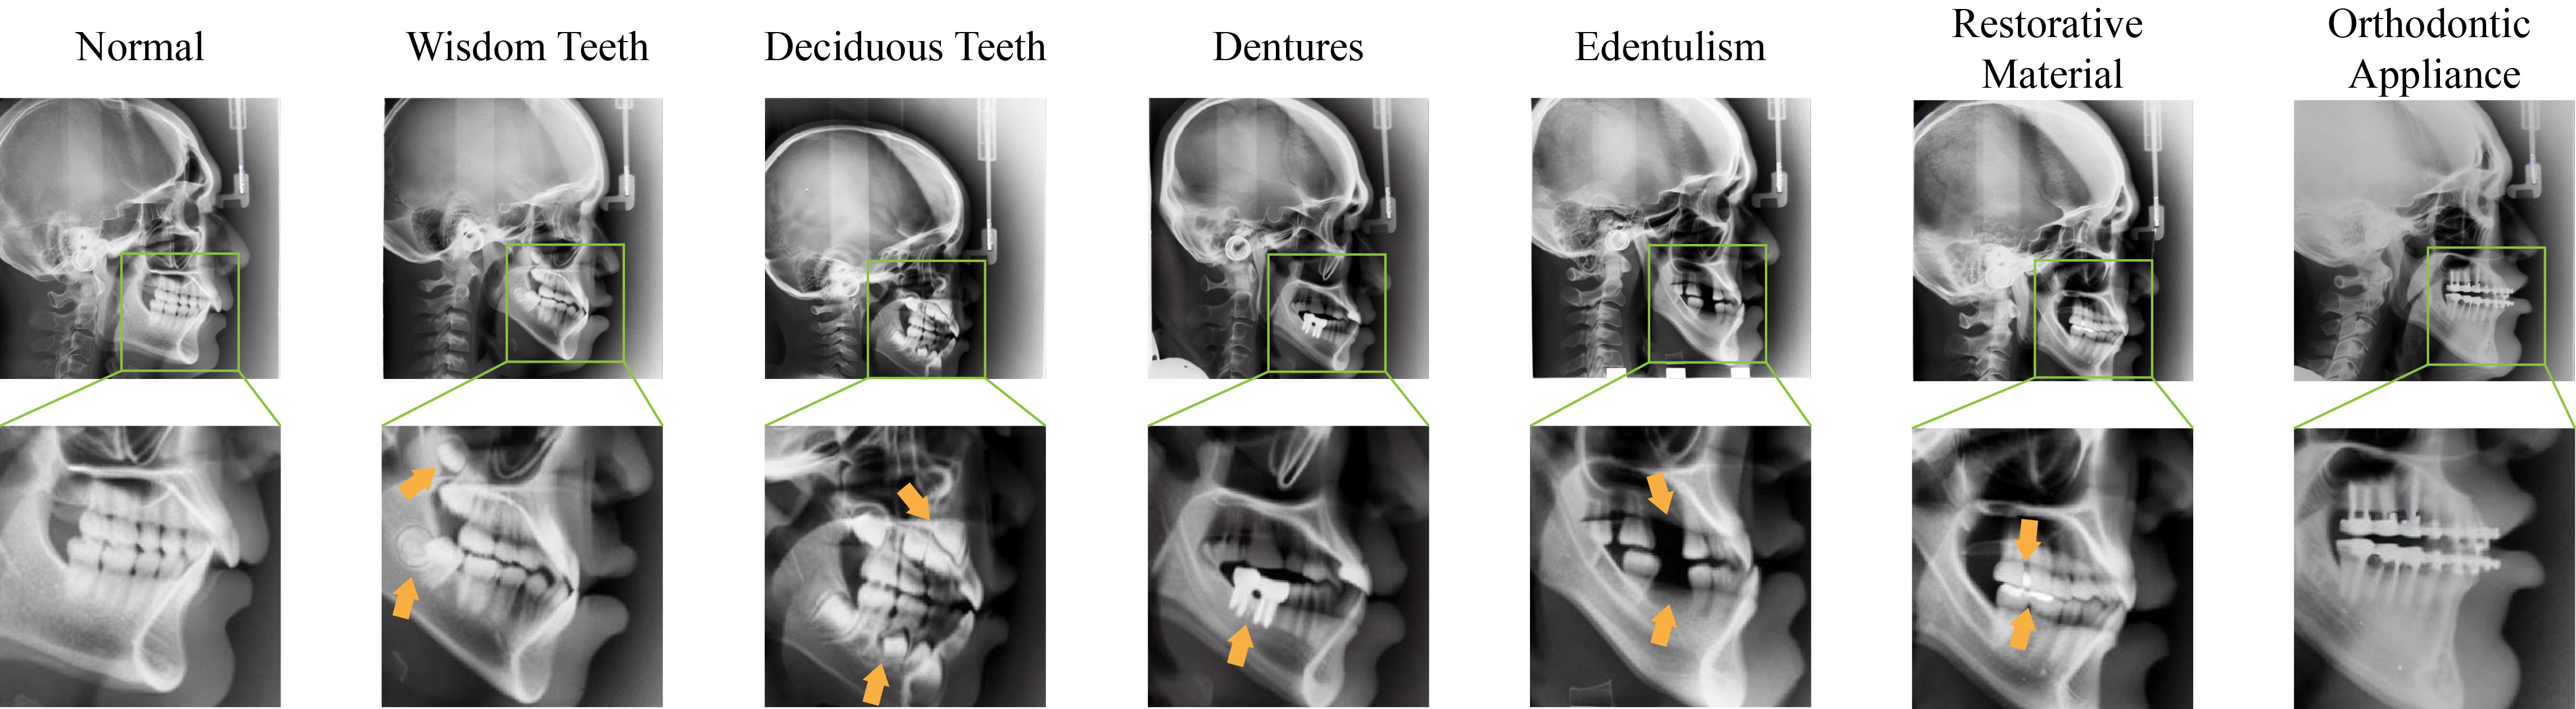 Normal
Wisdom Teeth
Deciduous Teeth
Dentures
Edentulism
Restorative
Material
Orthodontic
Appliance